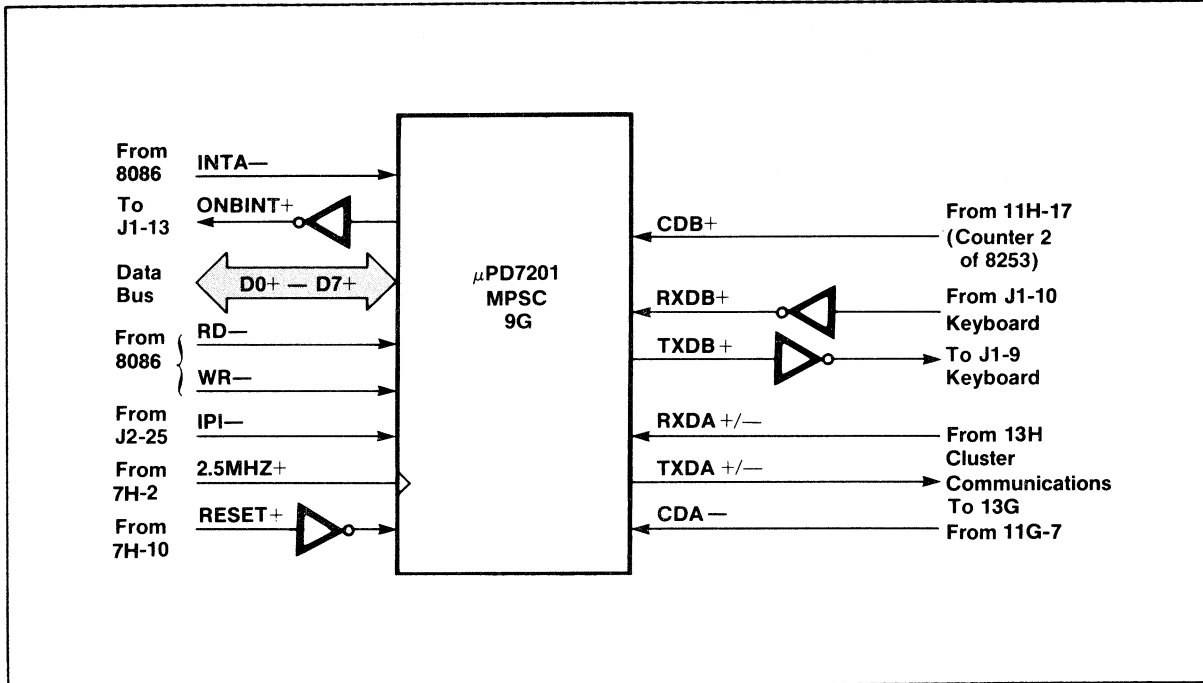 From
8086
INTA—
To
J1-13
ONBINT+
Data
Bus
D0+ — D7+
From
8086
RD—
WR—
From
J2-25
IPI—
From
7H-2
2.5MHZ+
From
7H-10
RESET+
μPD7201
MPSC
9G
CDB+
From 11H-17
(Counter 2
of 8253)
RXDB+
From J1-10
Keyboard
TXDB+
To J1-9
Keyboard
RXDA +/—
From 13H
Cluster
Communications
TXDA +/—
To 13G
CDA —
From 11G-7